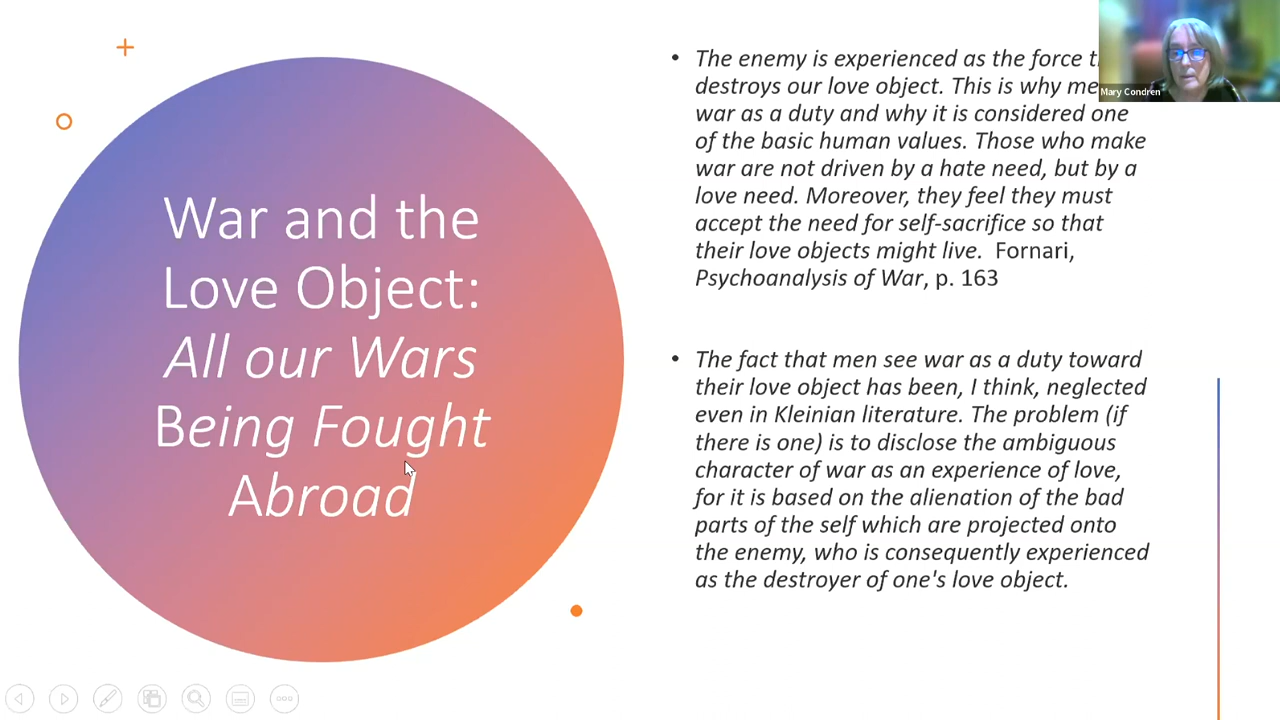 War and the
Love Object:
All our Wars
Being Fought
Abroad
• The enemy is experienced as the force
destroys our love object. This is why
war as a duty and why it is considered one
of the basic human values. Those who make
war are not driven by a hate need, but by a
love need. Moreover, they feel they must
accept the need for self-sacrifice so that
their love objects might live. Fornari,
Psychoanalysis of War, p. 163
• The fact that men see war as a duty toward
their love object has been, I think, neglected
even in Kleinian literature. The problem (if
there is one) is to disclose the ambiguous
character of war as an experience of love,
for it is based on the alienation of the bad
parts of the self which are projected onto
the enemy, who is consequently experienced
as the destroyer of one's love object.
Mary Condren